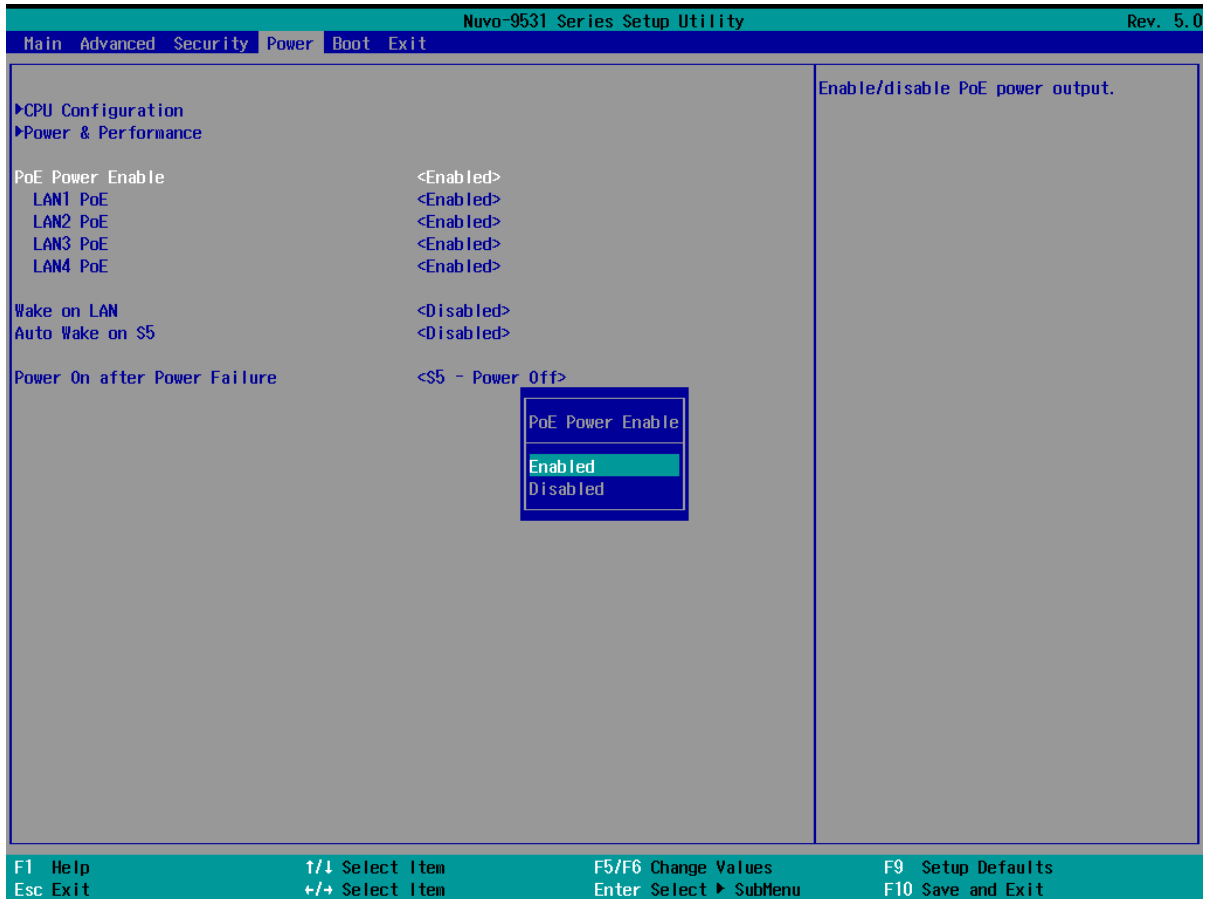 Nuvo-9531 Series Setup Utility Rev. 5.0
Main Advanced Security Power Boot Exit
Enable/disable PoE power output.
▶CPU Configuration
▶Power & Performance
PoE Power Enable <Enabled>
LAN1 PoE <Enabled>
LAN2 PoE <Enabled>
LAN3 PoE <Enabled>
LAN4 PoE <Enabled>
Wake on LAN <Disabled>
Auto Wake on S5 <Disabled>
Power On after Power Failure <S5 - Power Off>
PoE Power Enable
Enabled
Disabled
F1 Help ↑/↓ Select Item F5/F6 Change Values F9 Setup Defaults
Esc Exit ←/→ Select Item Enter Select ▶ SubMenu F10 Save and Exit